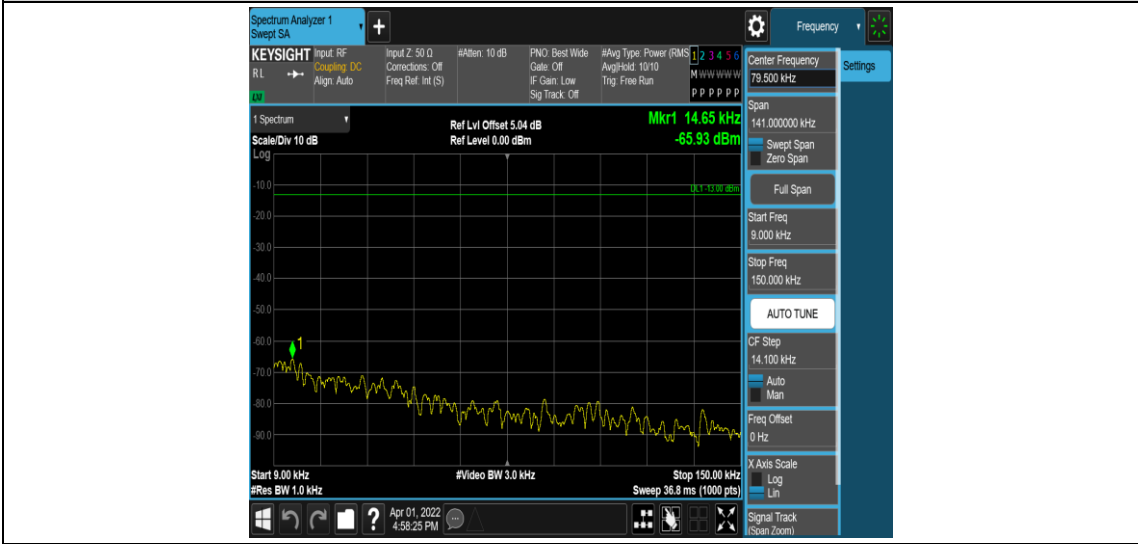 Spectrum Analyzer 1
Swept SA
Frequency
KEYSIGHT
RL
Input: RF
Coupling: DC
Align: Auto
Input Z: 50 Ω
Corrections: Off
Freq Ref: Int (S)
#Atten: 10 dB
PNO: Best Wide
Gate: Off
IF Gain: Low
Sig Track: Off
#Avg Type: Power (RMS
Avg|Hold: 10/10
Trig: Free Run
1 2 3 4 5 6
M W W W W W
P P P P P P
1 Spectrum
Scale/Div 10 dB
Log
Ref Lvl Offset 5.04 dB
Ref Level 0.00 dBm
Mkr1 14.65 kHz
-65.93 dBm
DL1 -13.00 dBm
-10.0
-20.0
-30.0
-40.0
-50.0
-60.0
-70.0
-80.0
-90.0
1
Start 9.00 kHz
#Video BW 3.0 kHz
Stop 150.00 kHz
#Res BW 1.0 kHz
Sweep 36.8 ms (1000 pts)
Apr 01, 2022
4:58:25 PM
Center Frequency
79.500 kHz
Settings
Span
141.000000 kHz
Swept Span
Zero Span
Full Span
Start Freq
9.000 kHz
Stop Freq
150.000 kHz
AUTO TUNE
CF Step
14.100 kHz
Auto
Man
Freq Offset
0 Hz
X Axis Scale
Log
Lin
Signal Track
(Span Zoom)